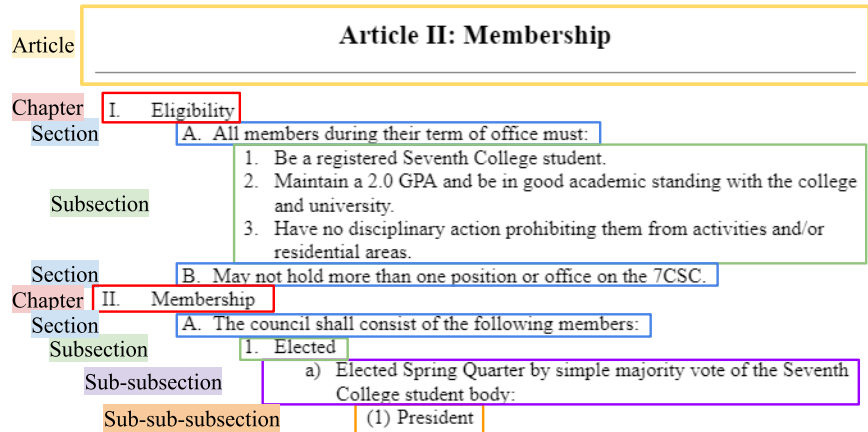 Article Article II: Membership
Chapter I. Eligibility
Section A. All members during their term of office must:
1. Be a registered Seventh College student.
2. Maintain a 2.0 GPA and be in good academic standing with the college
Subsection and university.
3. Have no disciplinary action prohibiting them from activities and/or
residential areas.
Section B. May not hold more than one position or office on the 7CSC.
Chapter II. Membership
Section A. The council shall consist of the following members:
Subsection 1. Elected
Sub-subsection a) Elected Spring Quarter by simple majority vote of the Seventh
College student body:
Sub-sub-subsection (1) President